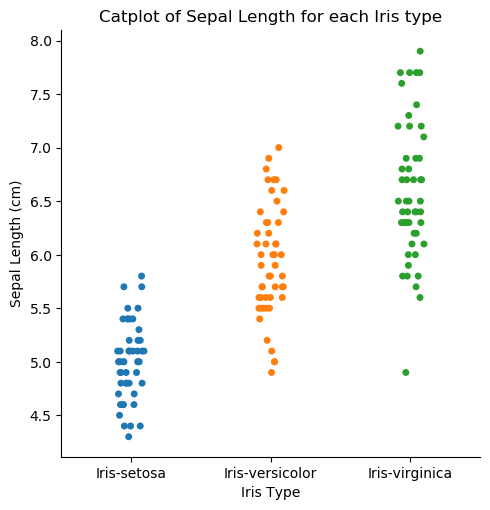 Catplot of Sepal Length for each Iris type
8.0
7.5
7.0
6.5
6.0
5.5
5.0
4.5
Sepal Length (cm)
Iris-setosa Iris-versicolor Iris-virginica
Iris Type